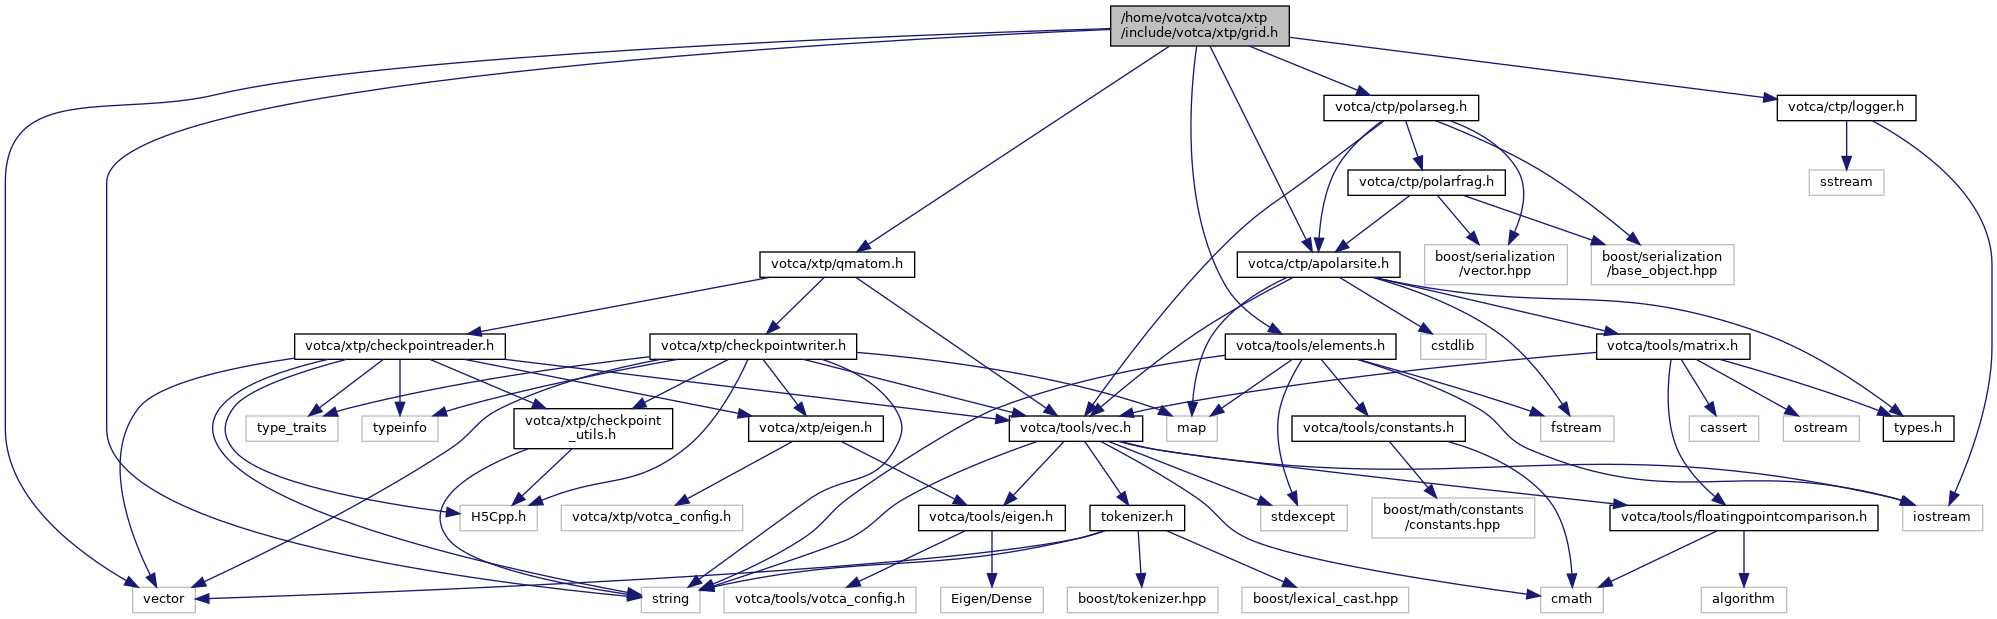 /home/votca/votca/xtp
/include/votca/xtp/grid.h
votca/ctp/polarseg.h
votca/ctp/logger.h
votca/ctp/polarfrag.h
sstream
votca/xtp/qmatom.h
votca/ctp/apolarsite.h
boost/serialization
/vector.hpp
boost/serialization
/base_object.hpp
votca/xtp/checkpointreader.h
votca/xtp/checkpointwriter.h
votca/tools/elements.h
cstdlib
votca/tools/matrix.h
type_traits
typeinfo
votca/xtp/checkpoint
_utils.h
votca/xtp/eigen.h
votca/tools/vec.h
map
votca/tools/constants.h
fstream
cassert
ostream
types.h
H5Cpp.h
votca/xtp/votca_config.h
votca/tools/eigen.h
tokenizer.h
stdexcept
boost/math/constants
/constants.hpp
votca/tools/floatingpointcomparison.h
iostream
vector
string
votca/tools/votca_config.h
Eigen/Dense
boost/tokenizer.hpp
boost/lexical_cast.hpp
cmath
algorithm